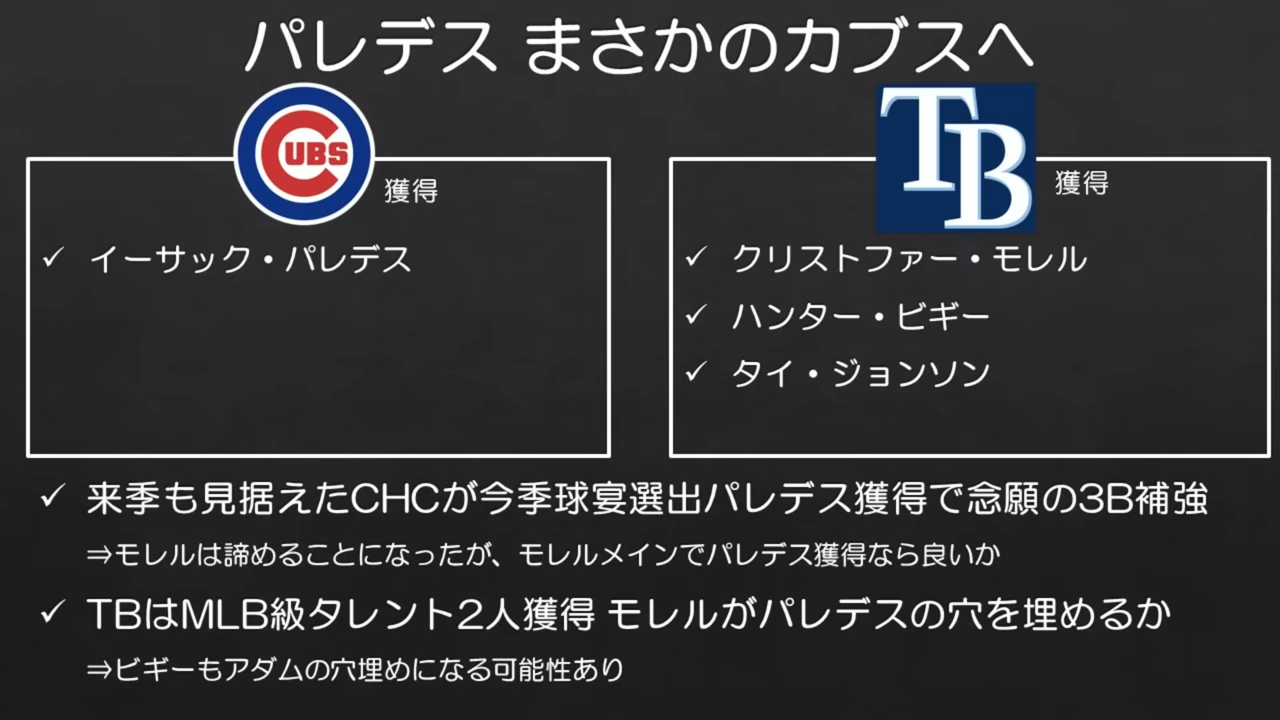 パレデス まさかのカブスへ
CUBS
獲得
✓ イーサック・パレデス
TB
獲得
✓ クリストファー・モレル
✓ ハンター・ビギー
✓ タイ・ジョンソン
✓ 来季も見据えたCHCが今季球宴選出パレデス獲得で念願の3B補強
⇒モレルは諦めることになったが、モレルメインでパレデス獲得なら良いか
✓ TBはMLB級タレント2人獲得 モレルがパレデスの穴を埋めるか
⇒ビギーもアダムの穴埋めになる可能性あり